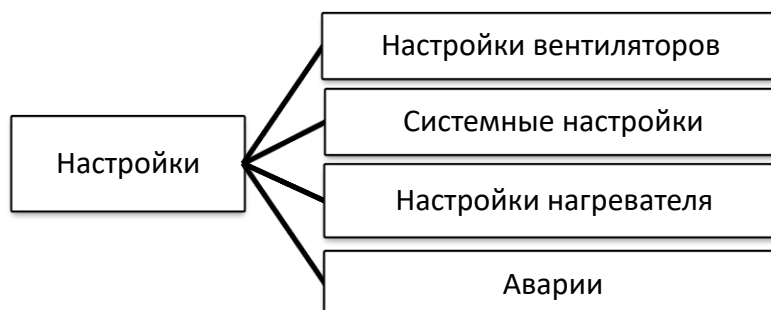 Настройки вентиляторов
Системные настройки
Настройки
Настройки нагревателя
Аварии